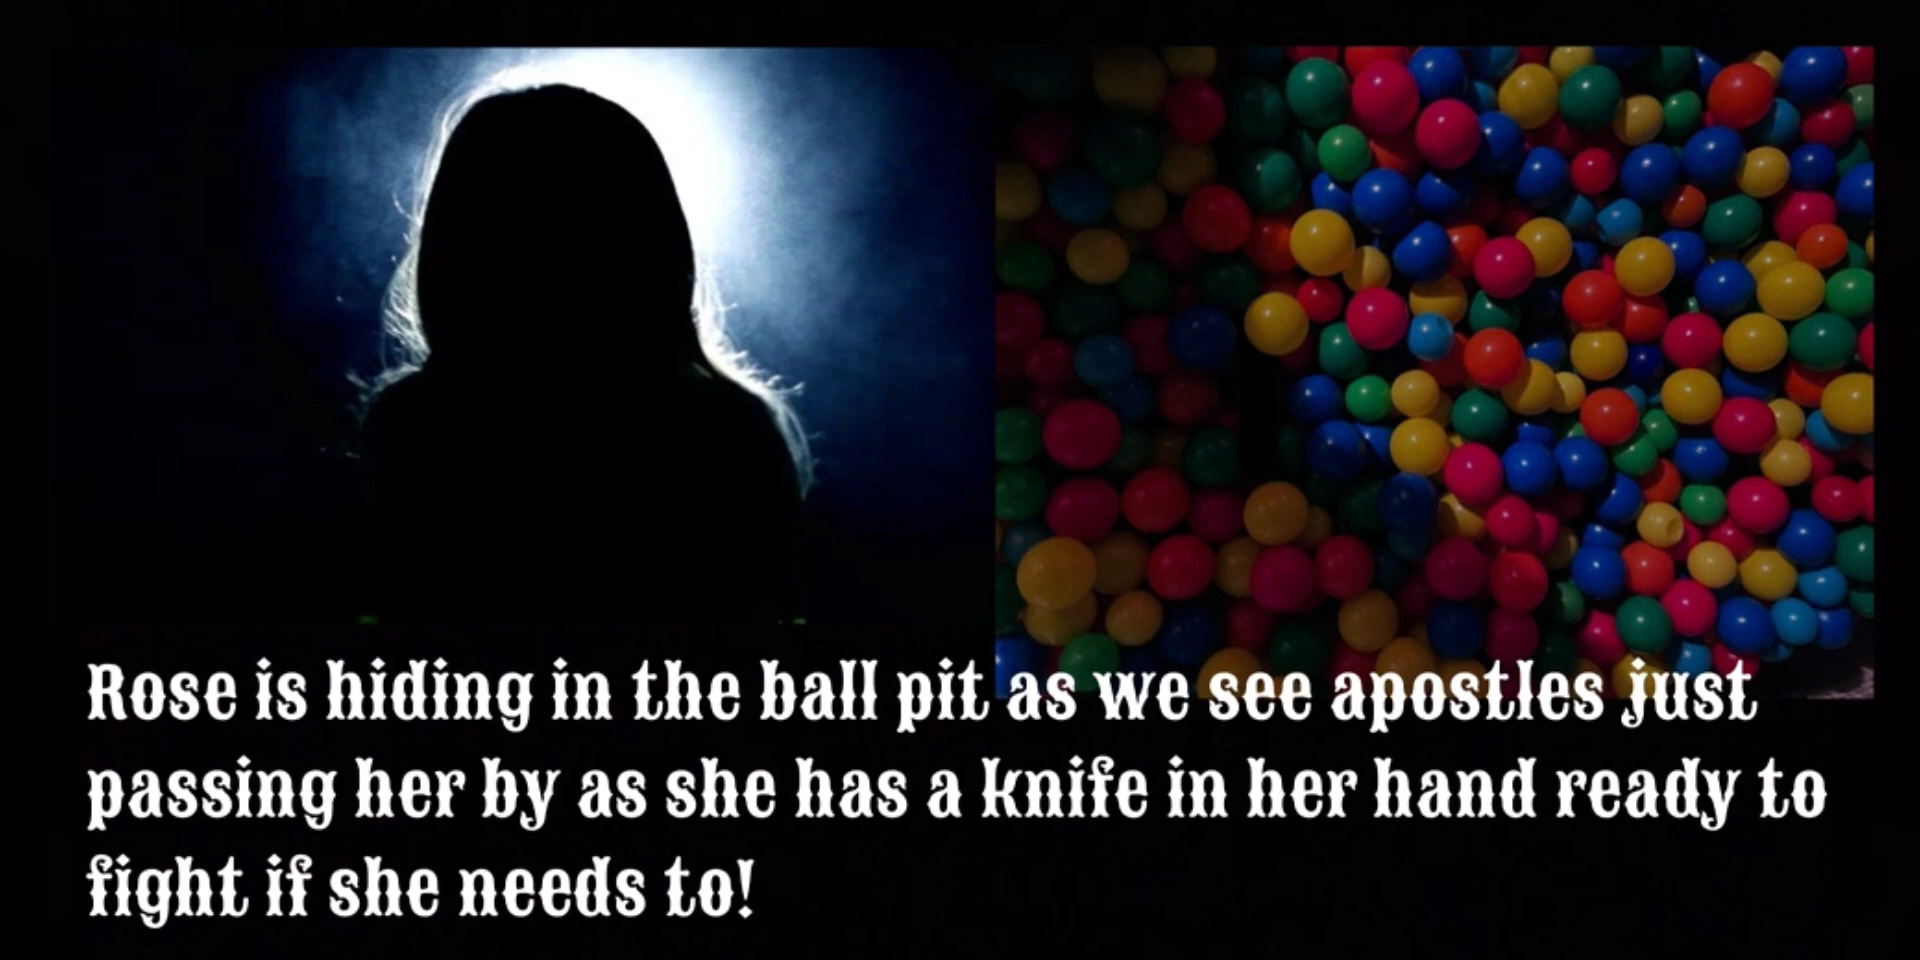 Rose is hiding in the ball pit as we see apostles just
passing her by as she has a knife in her hand ready to
fight if she needs to!